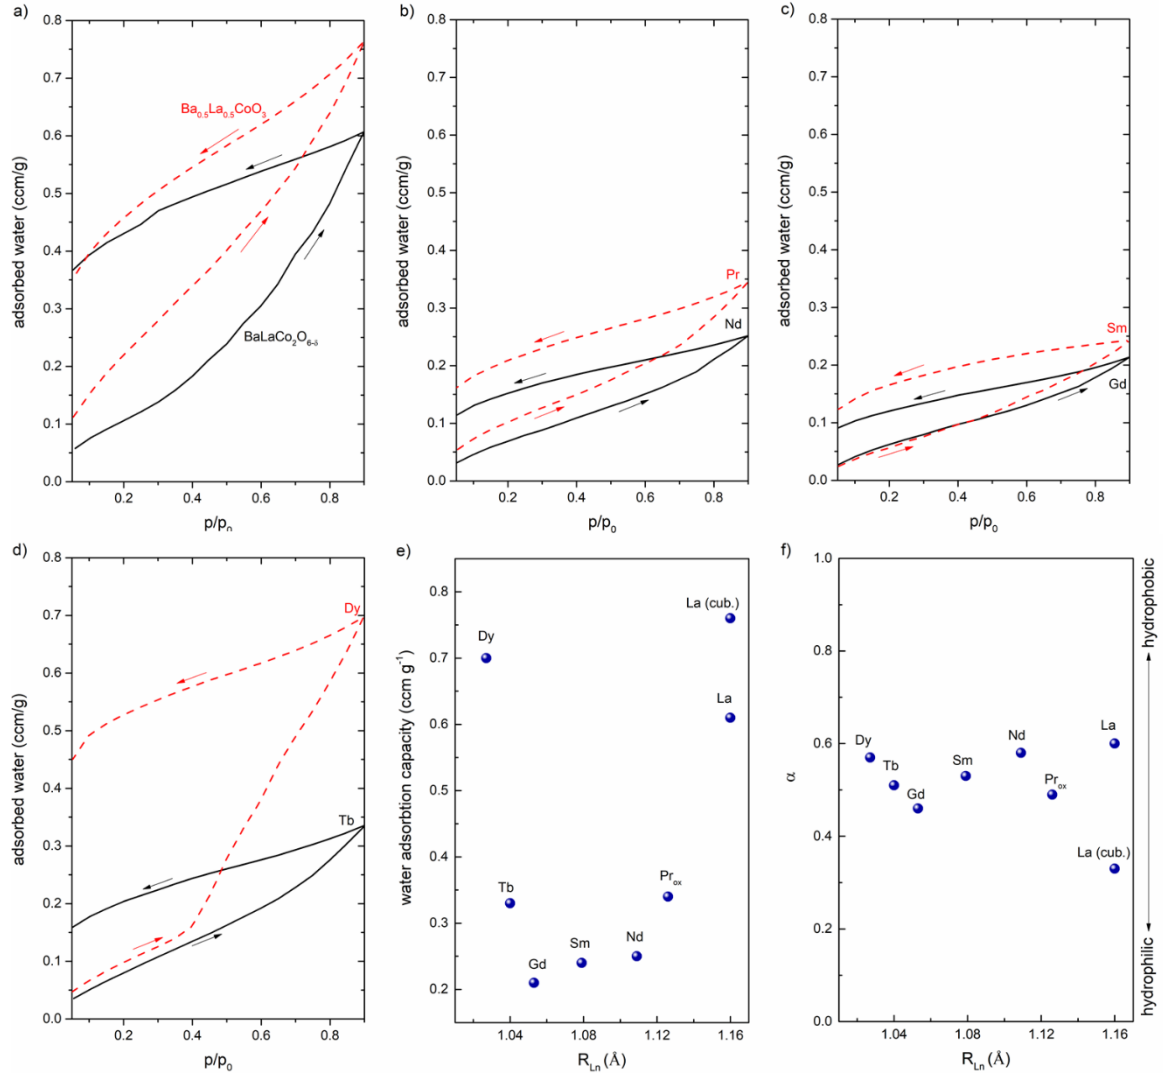 a)
0.8
0.7
0.6
0.5
0.4
0.3
0.2
0.1
0.0
adsorbed water (ccm/g)
Ba0.5La0.5CoO3
BaLaCo2O6-δ
0.2 0.4 0.6 0.8
p/p0
b)
0.8
0.7
0.6
0.5
0.4
0.3
0.2
0.1
0.0
adsorbed water (ccm/g)
Pr
Nd
0.2 0.4 0.6 0.8
p/p0
c)
0.8
0.7
0.6
0.5
0.4
0.3
0.2
0.1
0.0
adsorbed water (ccm/g)
Sm
Gd
0.2 0.4 0.6 0.8
p/p0
d)
0.8
0.7
0.6
0.5
0.4
0.3
0.2
0.1
0.0
adsorbed water (ccm/g)
Dy
Tb
0.2 0.4 0.6 0.8
p/p0
e)
0.8
0.7
0.6
0.5
0.4
0.3
0.2
water adsorbtion capacity (ccm g-1)
La (cub.)
Dy
La
Tb
Prox
Gd
Sm
Nd
1.04 1.08 1.12 1.16
RLn (Å)
f)
1.0
0.8
0.6
0.4
0.2
0.0
α
Dy
Tb
Gd
Sm
Nd
Prox
La
La (cub.)
1.04 1.08 1.12 1.16
RLn (Å)
hydrophobic
hydrophilic